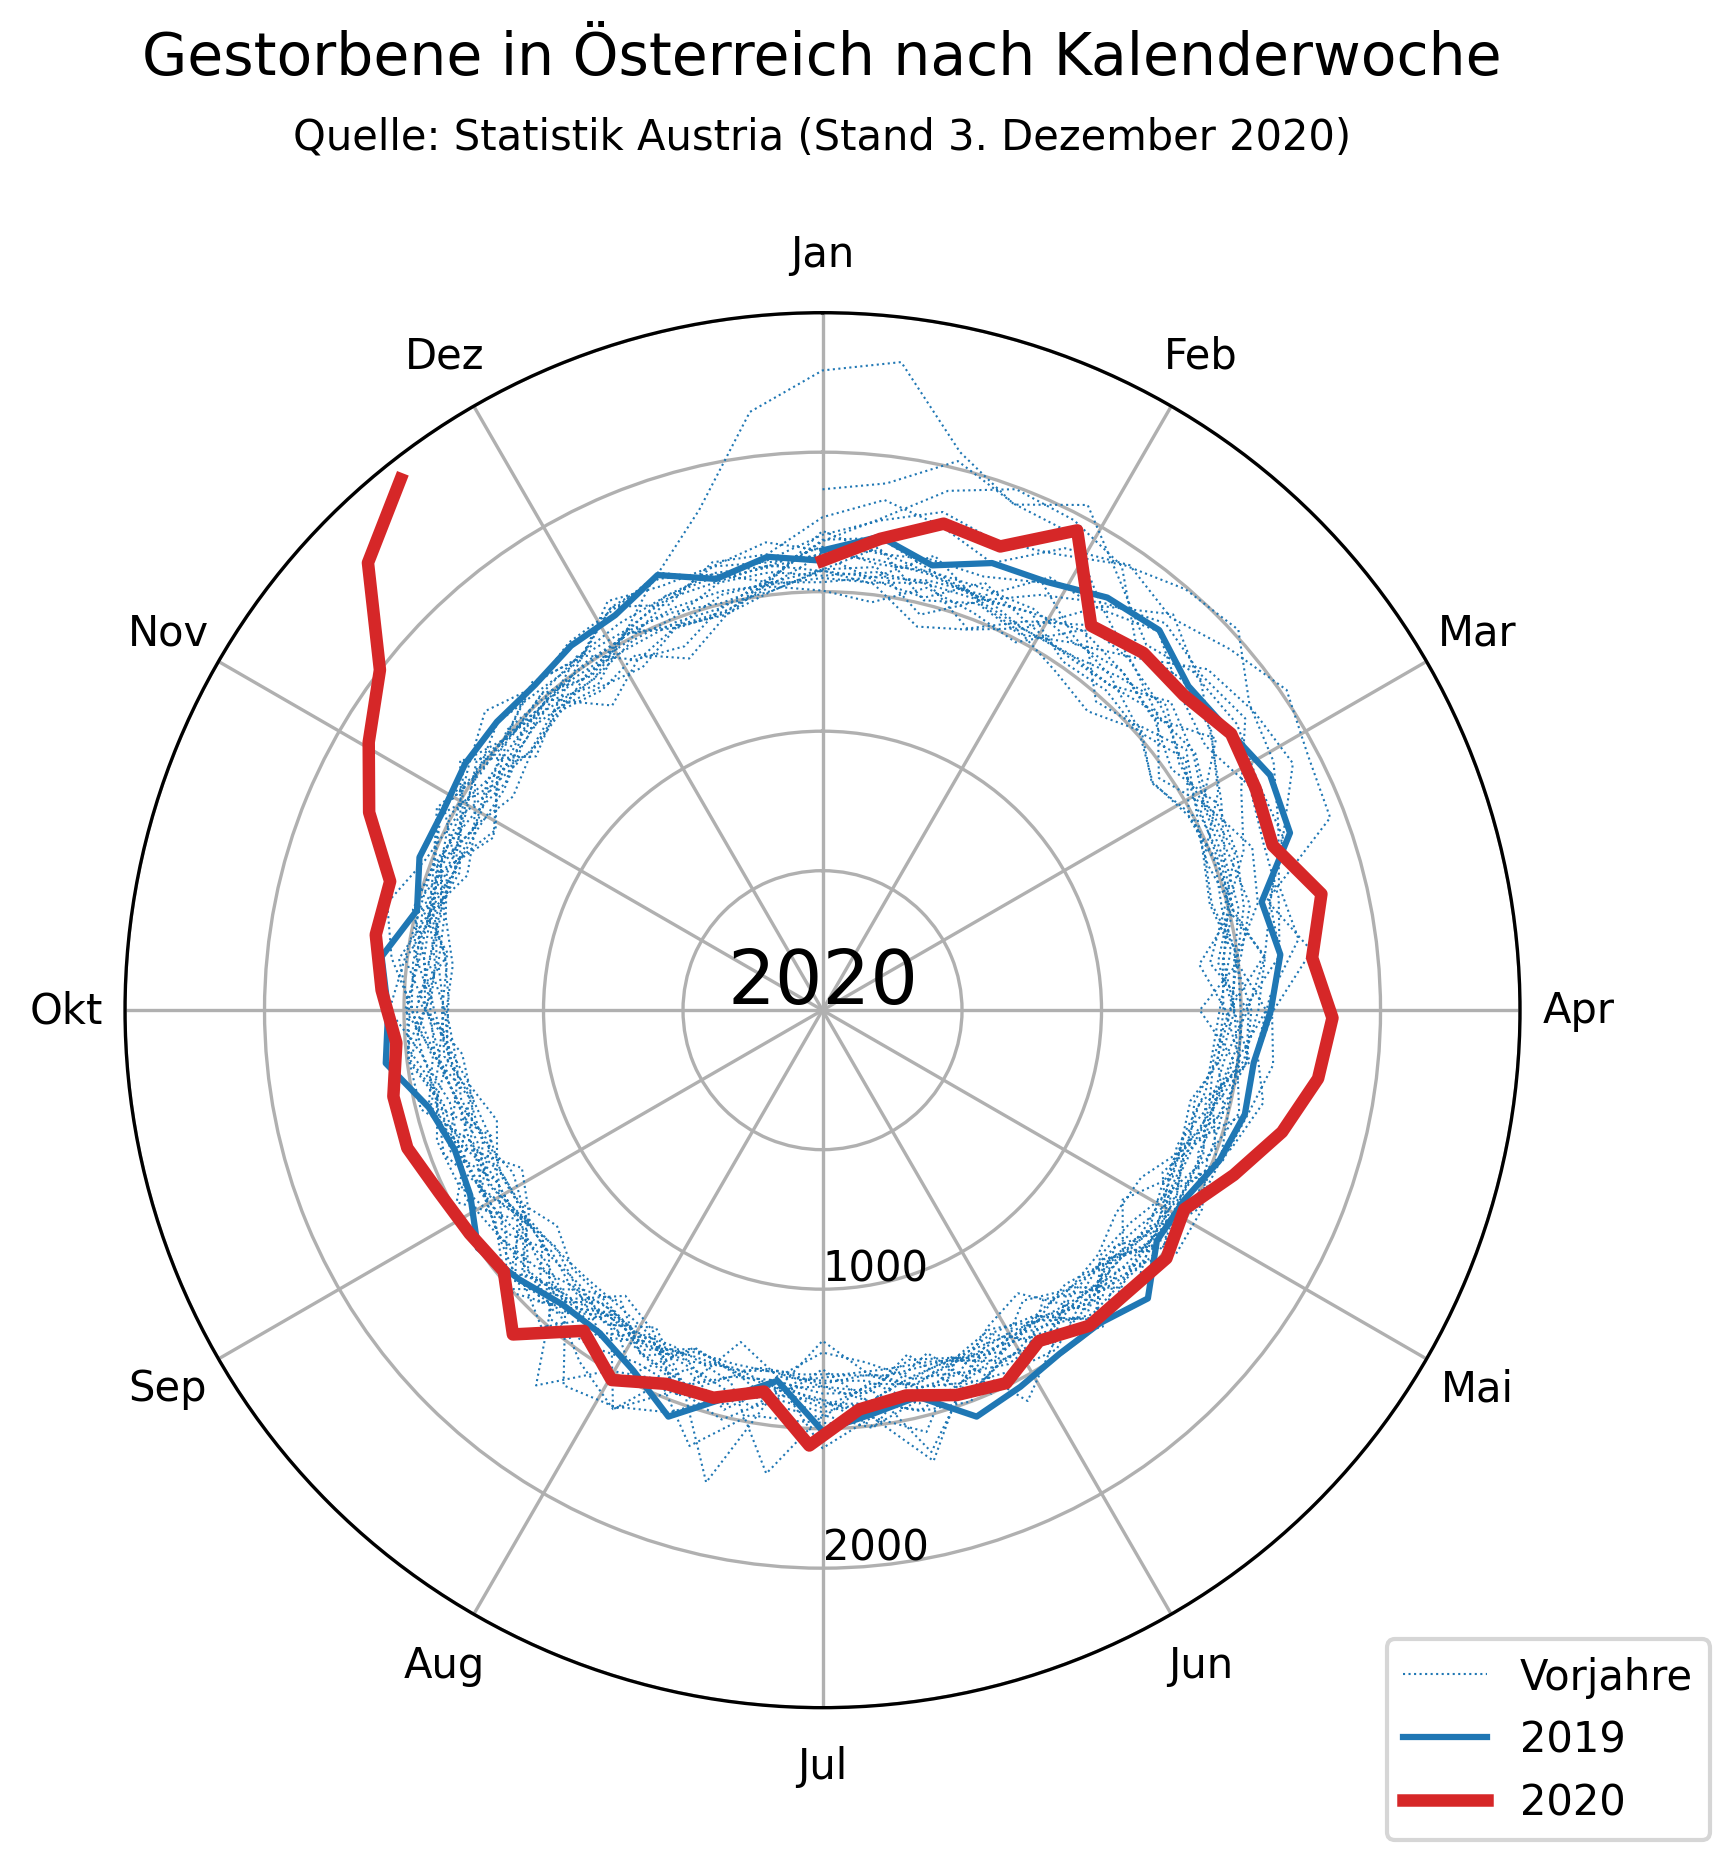 Gestorbene in Österreich nach Kalenderwoche
Quelle: Statistik Austria (Stand 3. Dezember 2020)
Jan
Dez
Feb
Nov
Mar
2020
Okt
Apr
1000
Sep
Mai
2000
Aug
Jun
Jul
Vorjahre
2019
2020